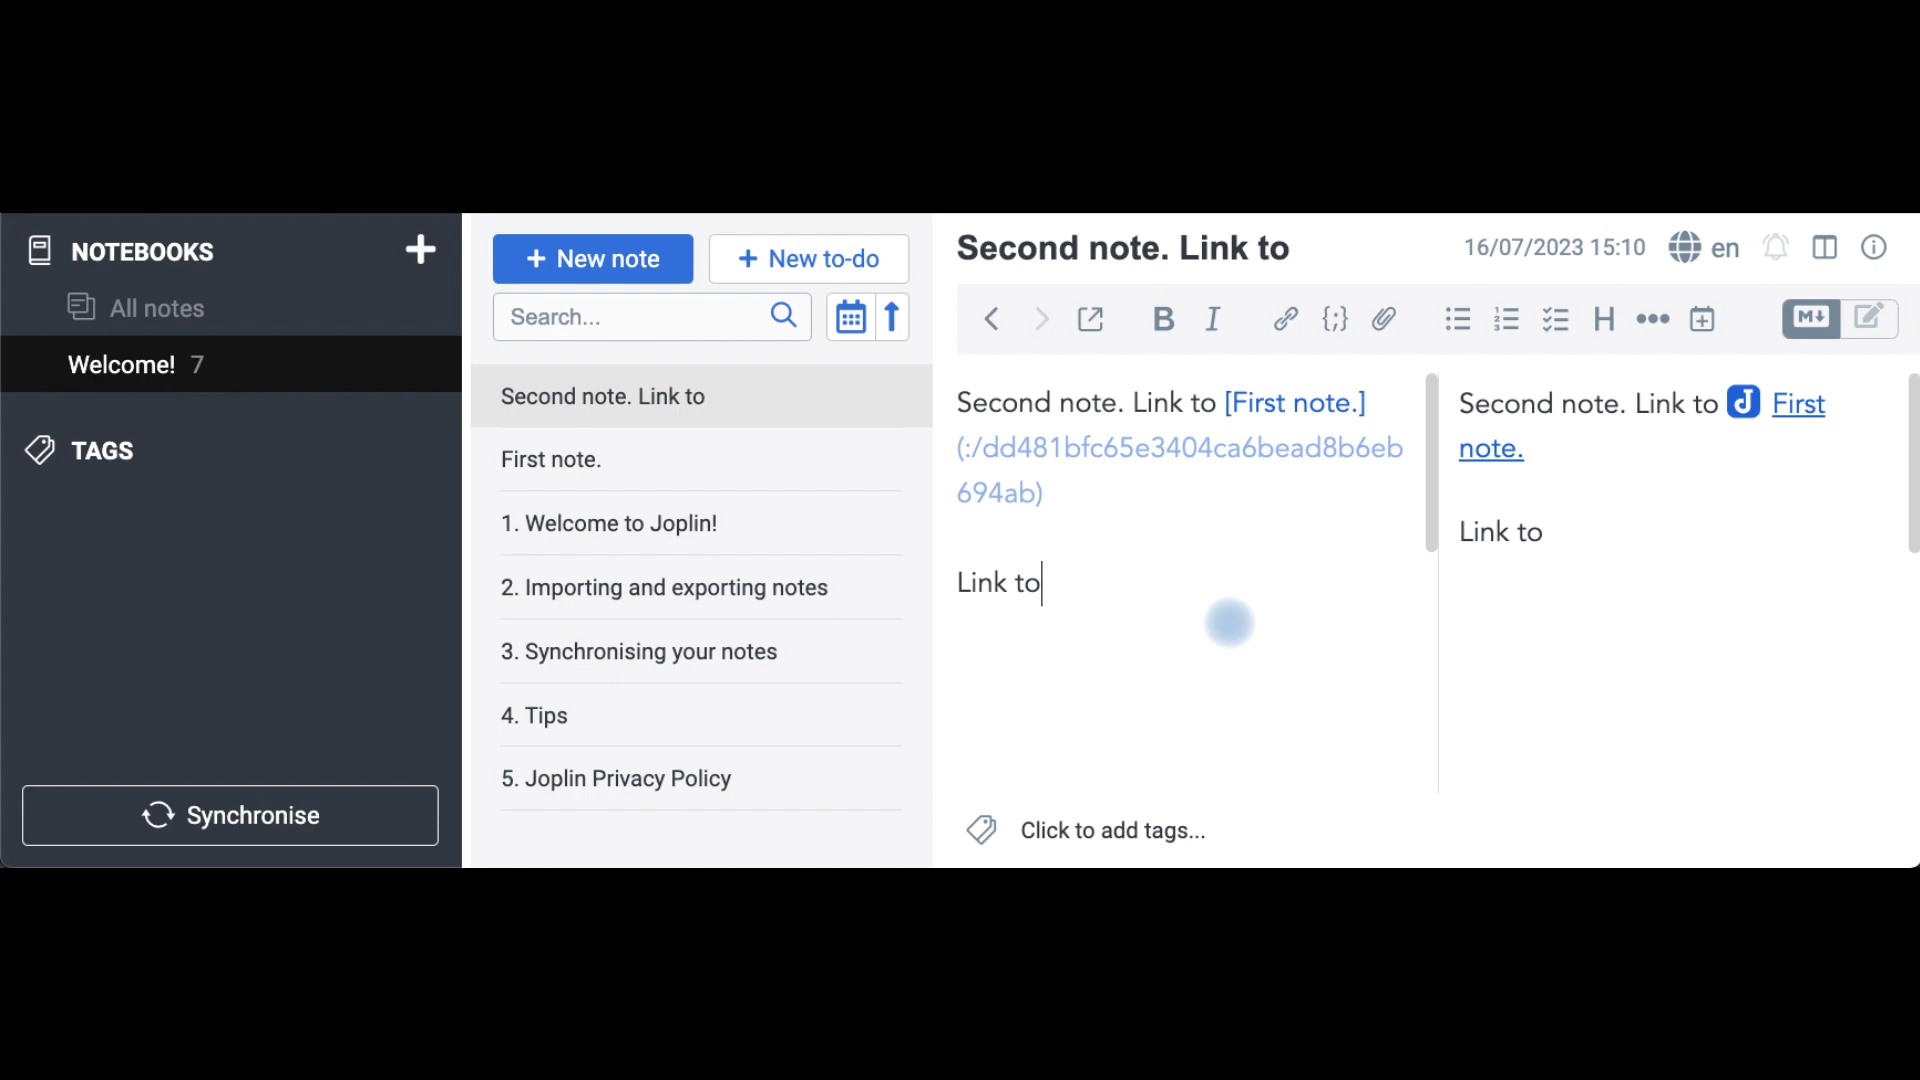 NOTEBOOKS
All notes
Welcome! 7
TAGS
Synchronise
+ New note
+ New to-do
Search...
Second note. Link to
First note.
1. Welcome to Joplin!
2. Importing and exporting notes
3. Synchronising your notes
4. Tips
5. Joplin Privacy Policy
Second note. Link to
16/07/2023 15:10
en
B I
H
M
Second note. Link to [First note.]
(:/dd481bfc65e3404ca6bead8b6eb
694ab)
Link to
Second note. Link to J First
note.
Link to
Click to add tags...